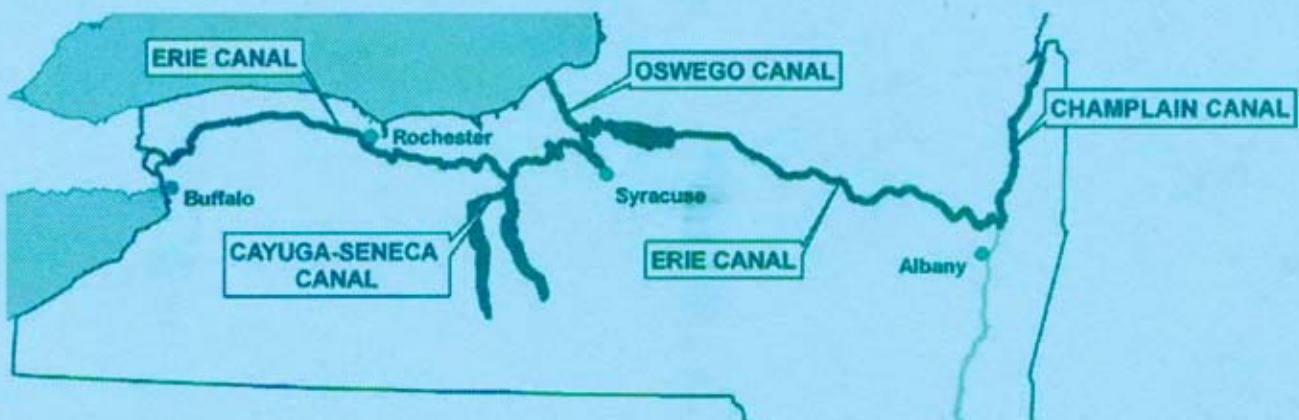 ERIE CANAL
OSWEGO CANAL
CHAMPLAIN CANAL
Rochester
Buffalo
Syracuse
CAYUGA-SENECA
CANAL
ERIE CANAL
Albany